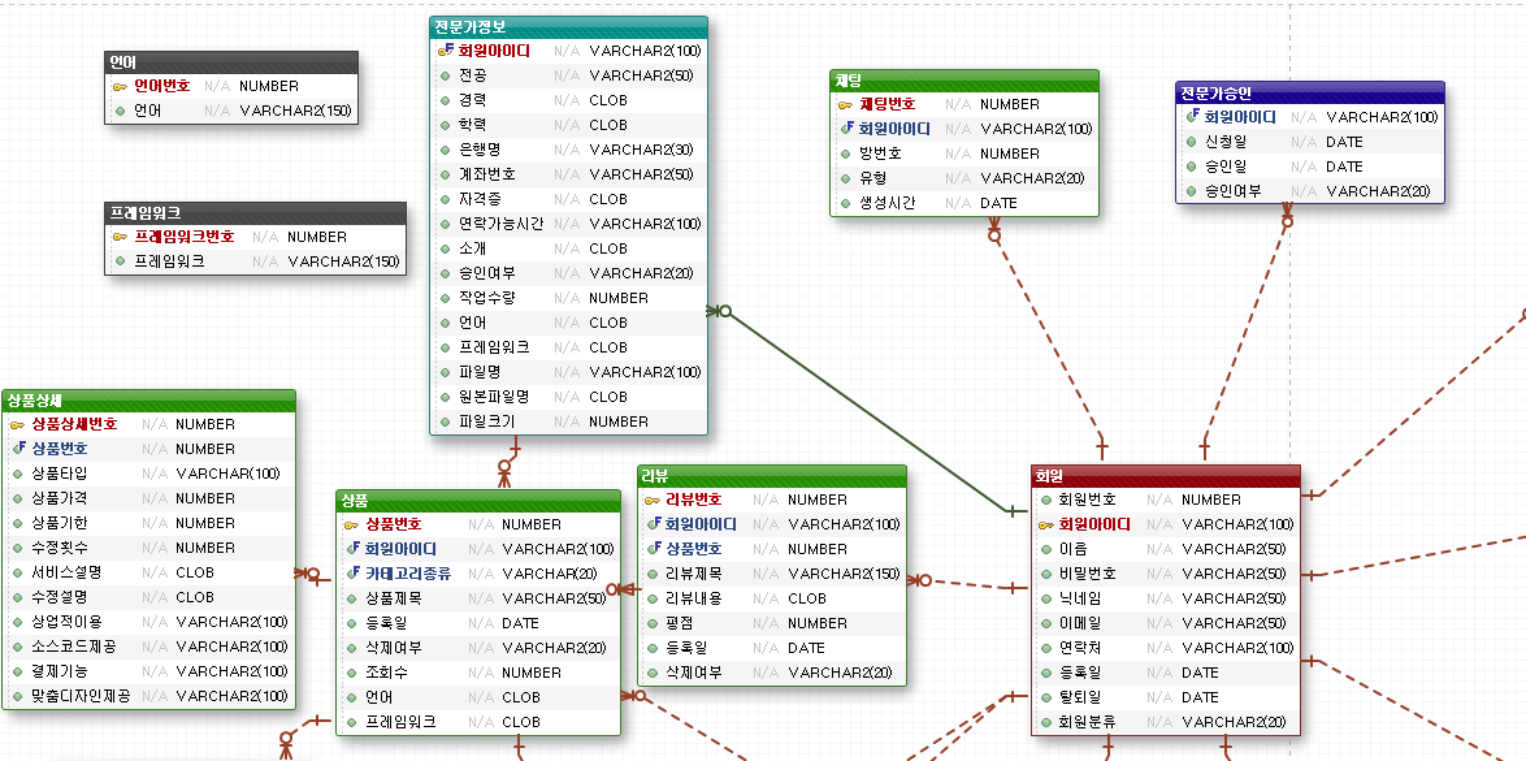 언어
언어번호 N/A NUMBER
언어 N/A VARCHAR2(150)
프레임워크
프레임워크번호 N/A NUMBER
프레임워크 N/A VARCHAR2(150)
전문가정보
회원아이디 N/A VARCHAR2(100)
전공 N/A VARCHAR2(50)
경력 N/A CLOB
학력 N/A CLOB
은행명 N/A VARCHAR2(30)
계좌번호 N/A VARCHAR2(50)
자격증 N/A CLOB
연락가능시간 N/A VARCHAR2(100)
소개 N/A CLOB
승인여부 N/A VARCHAR2(20)
작업수량 N/A NUMBER
언어 N/A CLOB
프레임워크 N/A CLOB
파일명 N/A VARCHAR2(100)
원본파일명 N/A CLOB
파일크기 N/A NUMBER
채팅
채팅번호 N/A NUMBER
회원아이디 N/A VARCHAR2(100)
방번호 N/A NUMBER
유형 N/A VARCHAR2(20)
생성시간 N/A DATE
전문가승인
회원아이디 N/A VARCHAR2(100)
신청일 N/A DATE
승인일 N/A DATE
승인여부 N/A VARCHAR2(20)
상품상세
상품상세번호 N/A NUMBER
상품번호 N/A NUMBER
상품타입 N/A VARCHAR(100)
상품가격 N/A NUMBER
상품기한 N/A NUMBER
수정횟수 N/A NUMBER
서비스설명 N/A CLOB
수정설명 N/A CLOB
상업적이용 N/A VARCHAR2(100)
소스코드제공 N/A VARCHAR2(100)
결제기능 N/A VARCHAR2(100)
맞춤디자인제공 N/A VARCHAR2(100)
상품
상품번호 N/A NUMBER
회원아이디 N/A VARCHAR2(100)
카테고리종류 N/A VARCHAR(20)
상품제목 N/A VARCHAR2(50)
등록일 N/A DATE
삭제여부 N/A VARCHAR2(20)
조회수 N/A NUMBER
언어 N/A CLOB
프레임워크 N/A CLOB
리뷰
리뷰번호 N/A NUMBER
회원아이디 N/A VARCHAR2(100)
상품번호 N/A NUMBER
리뷰제목 N/A VARCHAR2(150)
리뷰내용 N/A CLOB
평점 N/A NUMBER
등록일 N/A DATE
삭제여부 N/A VARCHAR2(20)
회원
회원번호 N/A NUMBER
회원아이디 N/A VARCHAR2(100)
이름 N/A VARCHAR2(50)
비밀번호 N/A VARCHAR2(50)
닉네임 N/A VARCHAR2(50)
이메일 N/A VARCHAR2(50)
연락처 N/A VARCHAR2(100)
등록일 N/A DATE
탈퇴일 N/A DATE
회원분류 N/A VARCHAR2(20)